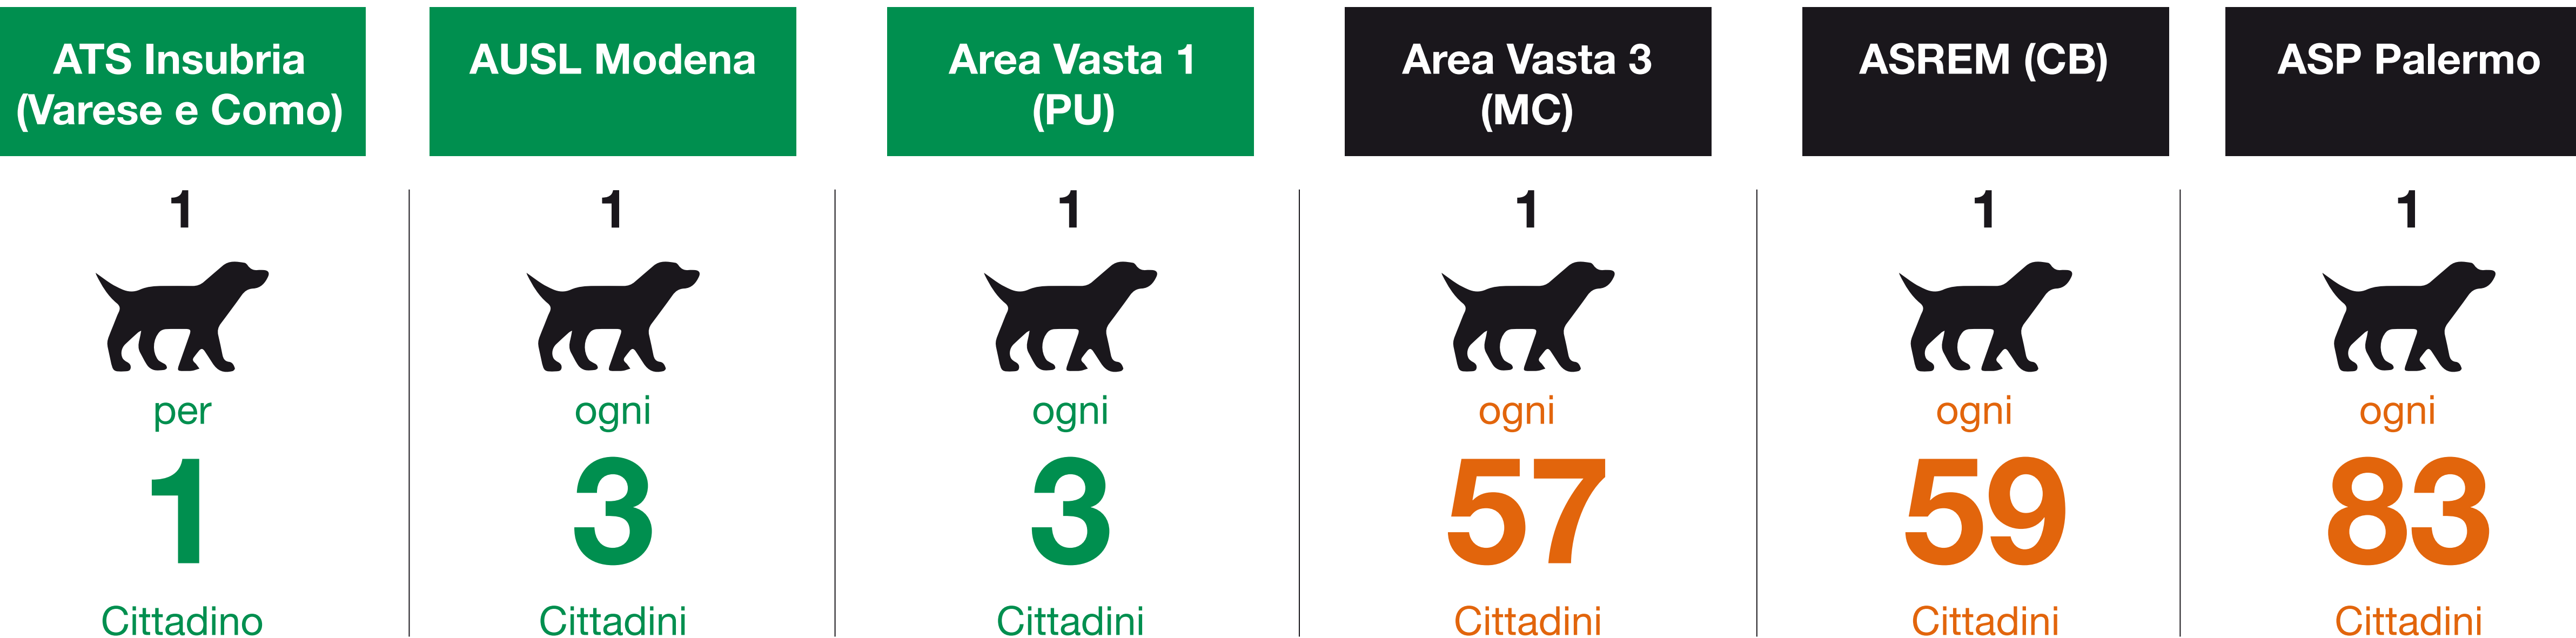 ATS Insubria
(Varese e Como)
1
per
1
Cittadino
AUSL Modena
1
ogni
3
Cittadini
Area Vasta 1
(PU)
1
ogni
3
Cittadini
Area Vasta 3
(MC)
1
ogni
57
Cittadini
ASREM (CB)
1
ogni
59
Cittadini
ASP Palermo
1
ogni
83
Cittadini